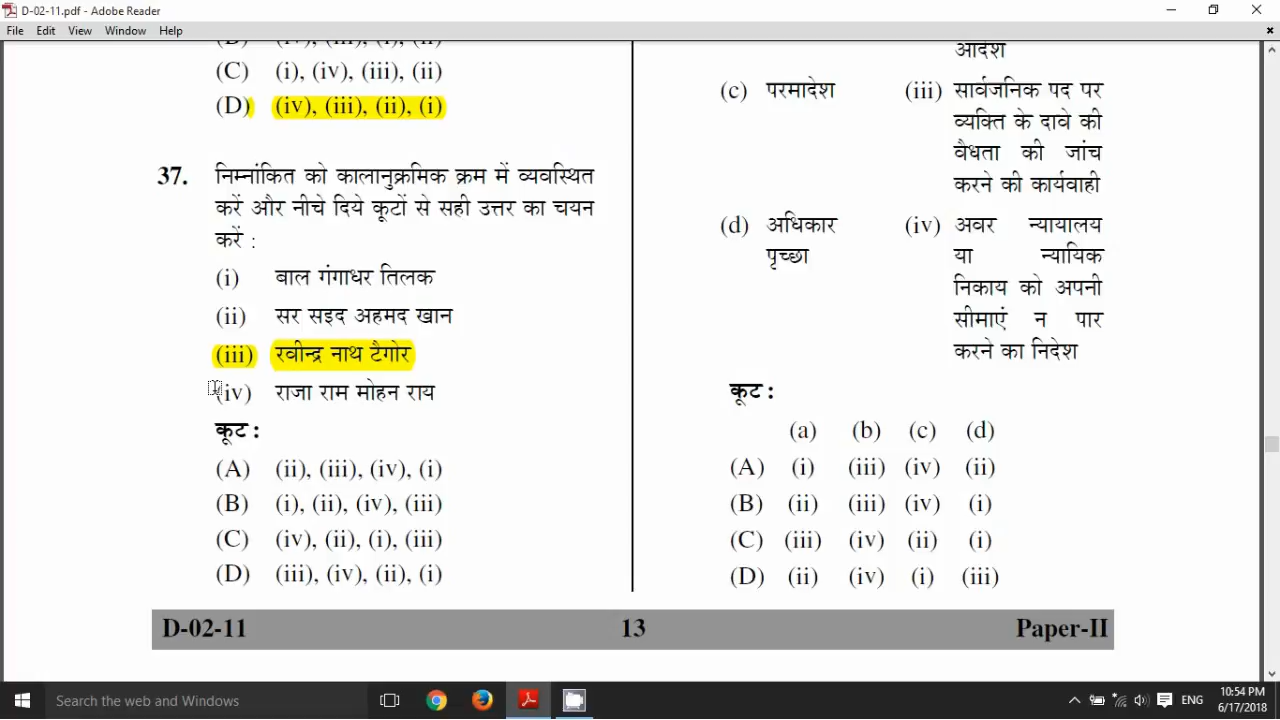 D-02-11.pdf - Adobe Reader
File Edit View Window Help
(C) (i), (iv), (iii), (ii)
(D) (iv), (iii), (ii), (i)
37. निम्नांकित को कालानुक्रमिक क्रम में व्यवस्थित
करें और नीचे दिये कूटों से सही उत्तर का चयन
करें :
(i) बाल गंगाधर तिलक
(ii) सर सइद अहमद खान
(iii) रवीन्द्र नाथ टैगोर
(iv) राजा राम मोहन राय
कूट :
(A) (ii), (iii), (iv), (i)
(B) (i), (ii), (iv), (iii)
(C) (iv), (ii), (i), (iii)
(D) (iii), (iv), (ii), (i)
आदेश
(c) परमादेश (iii) सार्वजनिक पद पर
व्यक्ति के दावे की
वैधता की जांच
करने की कार्यवाही
(d) अधिकार (iv) अवर न्यायालय
पृच्छा या न्यायिक
निकाय को अपनी
सीमाएं न पार
करने का निदेश
कूट :
(a) (b) (c) (d)
(A) (i) (iii) (iv) (ii)
(B) (ii) (iii) (iv) (i)
(C) (iii) (iv) (ii) (i)
(D) (ii) (iv) (i) (iii)
D-02-11 13 Paper-II
Search the web and Windows
ENG
10:54 PM
6/17/2018